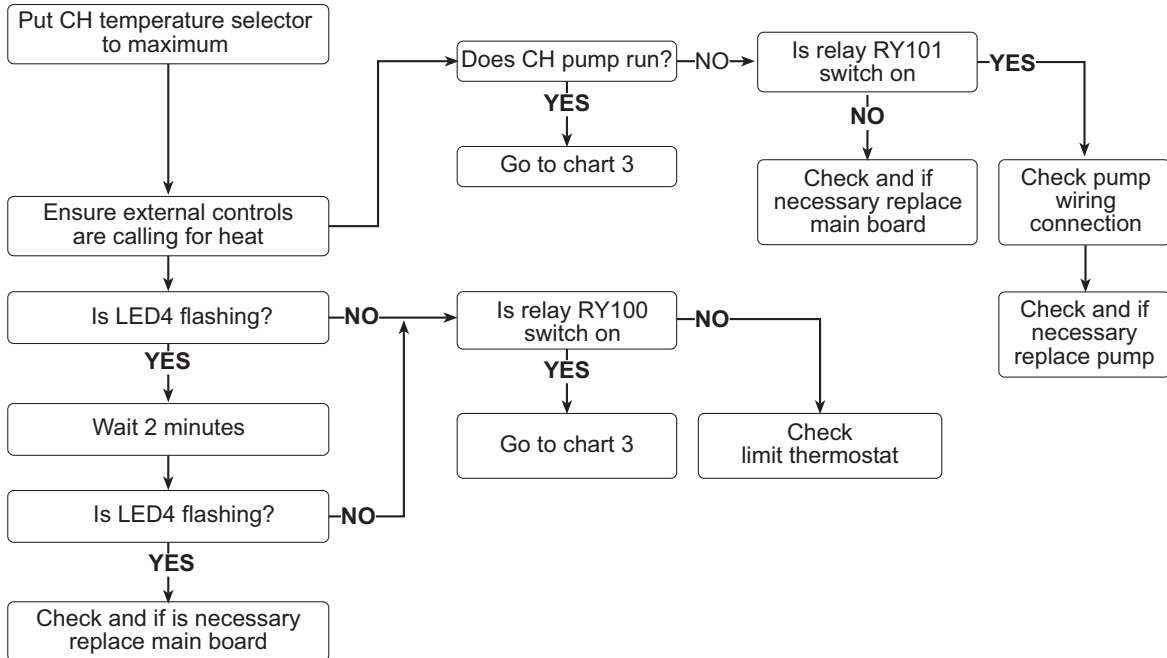 Put CH temperature selector
to maximum
Does CH pump run?
NO
Is relay RY101
switch on
YES
YES
NO
Go to chart 3
Check and if
necessary replace
main board
Check pump
wiring
connection
Ensure external controls
are calling for heat
Is LED4 flashing?
NO
Is relay RY100
switch on
NO
Check and if
necessary
replace pump
YES
YES
Wait 2 minutes
Go to chart 3
Check
limit thermostat
Is LED4 flashing?
NO
YES
Check and if is necessary
replace main board